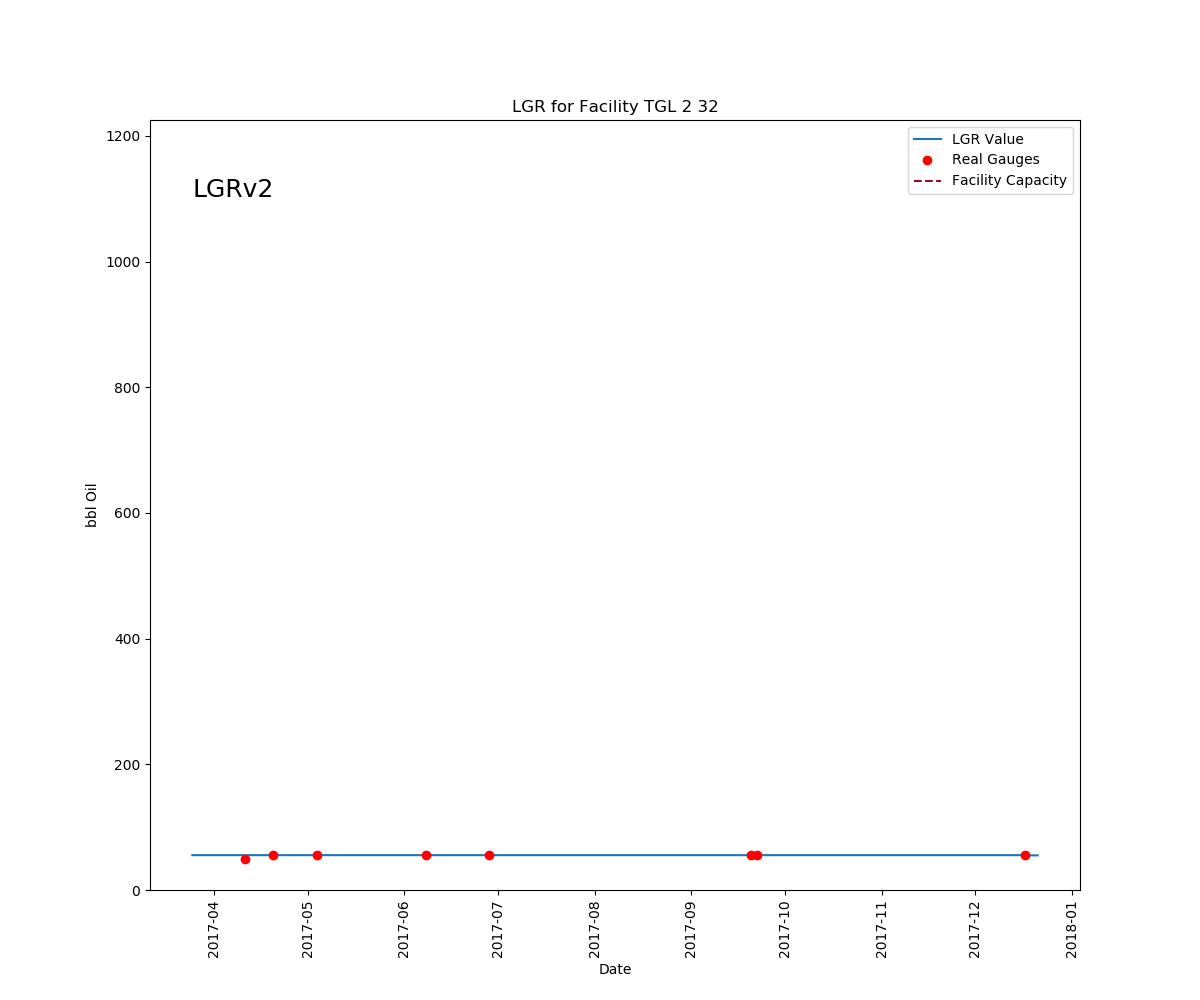 LGR for Facility TGL 2 32
LGR Value
Real Gauges
Facility Capacity
LGRv2
1200
1000
800
600
400
200
0
bbl Oil
2017-04
2017-05
2017-06
2017-07
2017-08
2017-09
2017-10
2017-11
2017-12
2018-01
Date